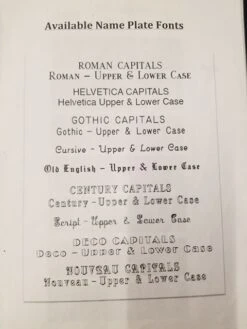 Available Name Plate Fonts
ROMAN CAPITALS
ROMAN - UPPER & LOWER CASE
HELVETICA CAPITALS
Helvetica Upper & Lower Case
GOTHIC CAPITALS
Gothic - Upper & Lower Case
Cursive - Upper & Lower Case
Old English - Upper & Lower Case
CENTURY CAPITALS
Century - Upper & Lower Case
Script - Upper & Lower Case
DECO CAPITALS
Deco - Upper & Lower Case
NOUVEAU CAPITALS
Nouveau - Upper & Lower Case